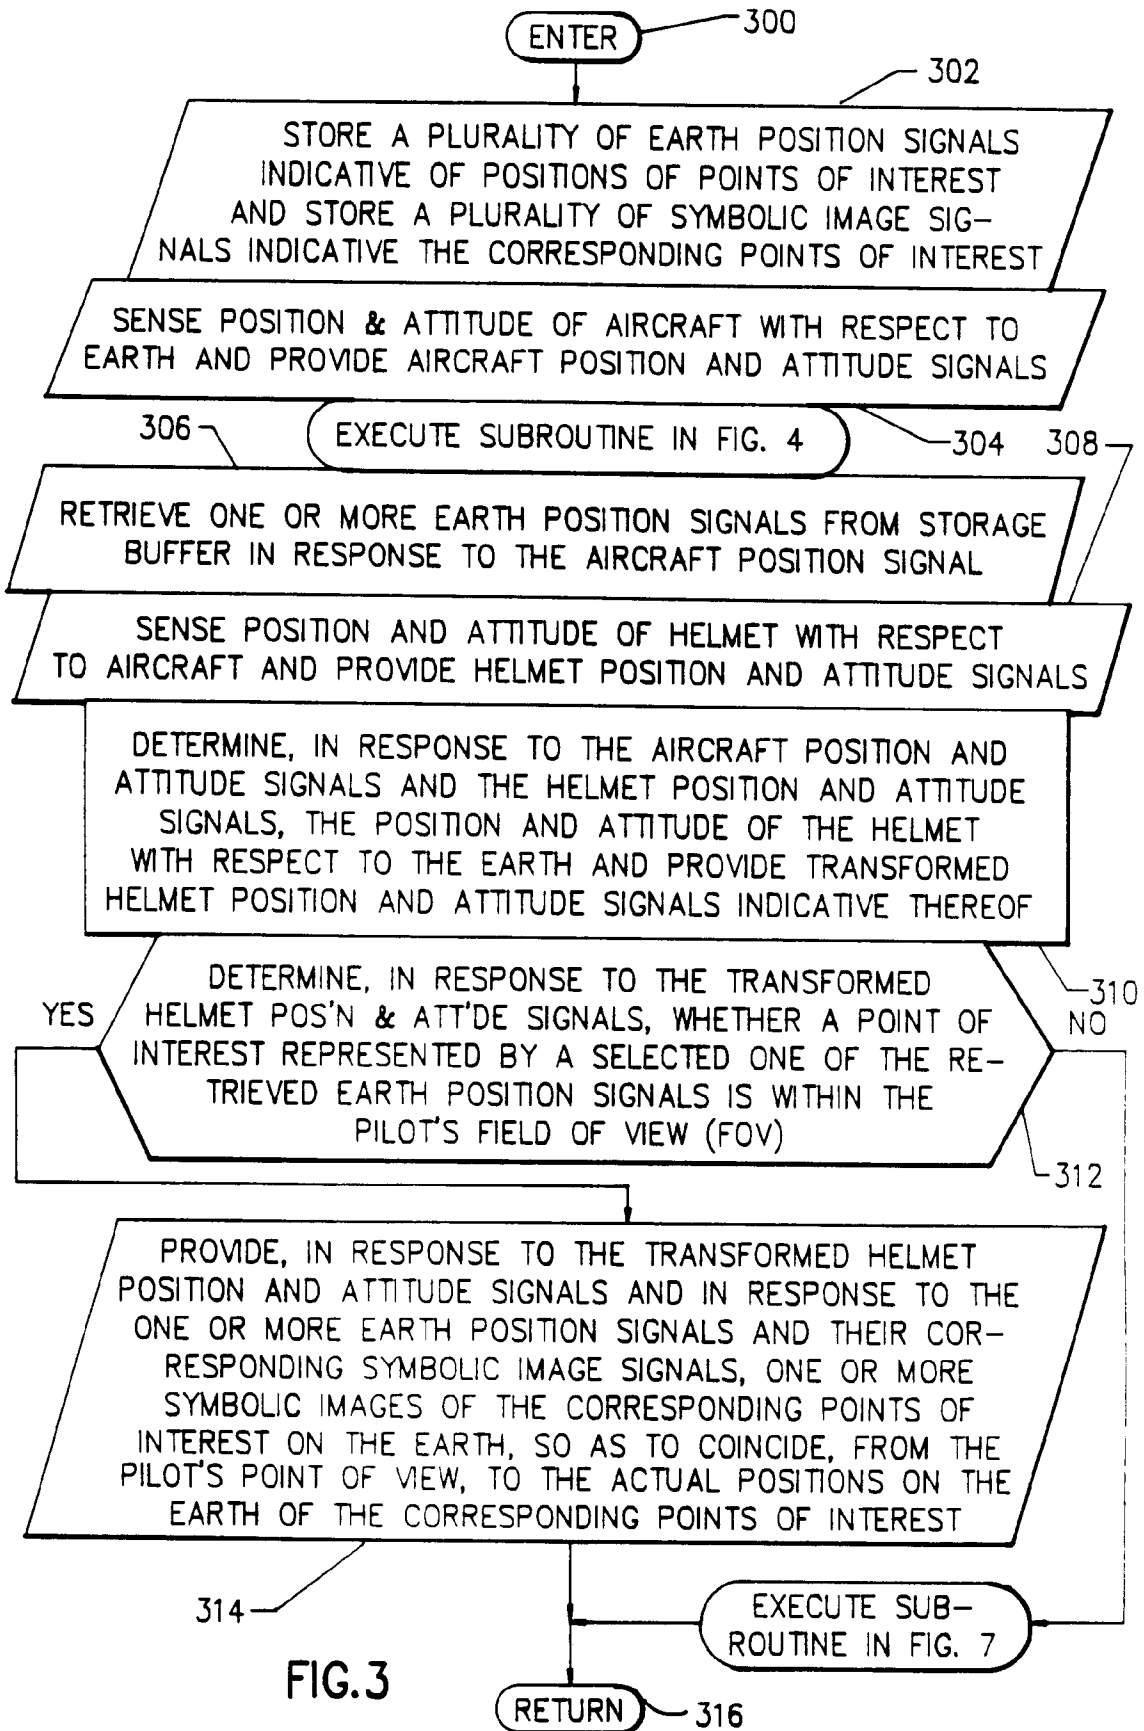 ENTER
300
302
STORE A PLURALITY OF EARTH POSITION SIGNALS
INDICATIVE OF POSITIONS OF POINTS OF INTEREST
AND STORE A PLURALITY OF SYMBOLIC IMAGE SIG-
NALS INDICATIVE THE CORRESPONDING POINTS OF INTEREST
SENSE POSITION & ATTITUDE OF AIRCRAFT WITH RESPECT TO
EARTH AND PROVIDE AIRCRAFT POSITION AND ATTITUDE SIGNALS
306
EXECUTE SUBROUTINE IN FIG. 4
304
308
RETRIEVE ONE OR MORE EARTH POSITION SIGNALS FROM STORAGE
BUFFER IN RESPONSE TO THE AIRCRAFT POSITION SIGNAL
SENSE POSITION AND ATTITUDE OF HELMET WITH RESPECT
TO AIRCRAFT AND PROVIDE HELMET POSITION AND ATTITUDE SIGNALS
DETERMINE, IN RESPONSE TO THE AIRCRAFT POSITION AND
ATTITUDE SIGNALS AND THE HELMET POSITION AND ATTITUDE
SIGNALS, THE POSITION AND ATTITUDE OF THE HELMET
WITH RESPECT TO THE EARTH AND PROVIDE TRANSFORMED
HELMET POSITION AND ATTITUDE SIGNALS INDICATIVE THEREOF
310
YES
NO
DETERMINE, IN RESPONSE TO THE TRANSFORMED
HELMET POS'N & ATT'DE SIGNALS, WHETHER A POINT OF
INTEREST REPRESENTED BY A SELECTED ONE OF THE RE-
TRIEVED EARTH POSITION SIGNALS IS WITHIN THE
PILOT'S FIELD OF VIEW (FOV)
312
PROVIDE, IN RESPONSE TO THE TRANSFORMED HELMET
POSITION AND ATTITUDE SIGNALS AND IN RESPONSE TO THE
ONE OR MORE EARTH POSITION SIGNALS AND THEIR COR-
RESPONDING SYMBOLIC IMAGE SIGNALS, ONE OR MORE
SYMBOLIC IMAGES OF THE CORRESPONDING POINTS OF
INTEREST ON THE EARTH, SO AS TO COINCIDE, FROM THE
PILOT'S POINT OF VIEW, TO THE ACTUAL POSITIONS ON THE
EARTH OF THE CORRESPONDING POINTS OF INTEREST
314
EXECUTE SUB-
ROUTINE IN FIG. 7
FIG.3
RETURN
316